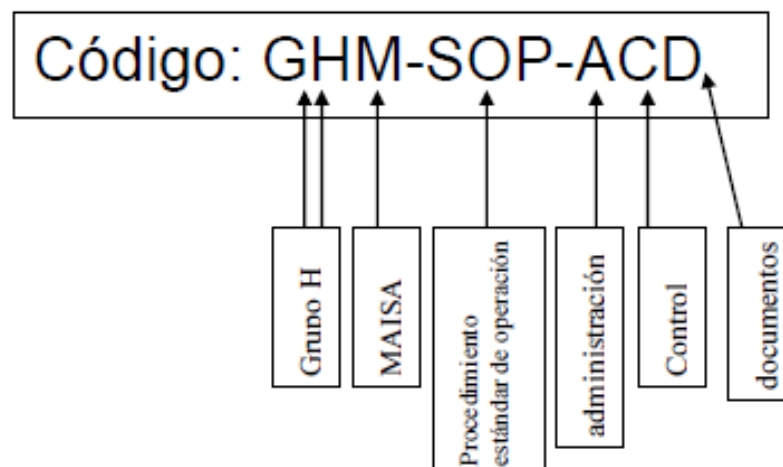 Código: GHM-SOP-ACD
Grupo H
MAISA
Procedimiento
estándar de operación
administración
Control
documentos